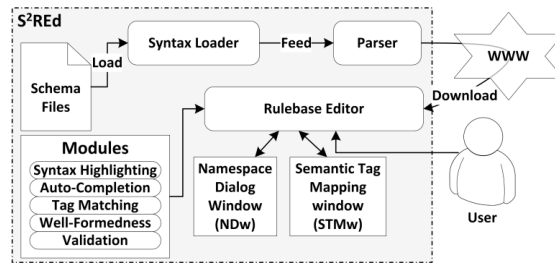 S²REd
Syntax Loader
Feed
Parser
WWW
Load
Schema
Files
Download
Rulebase Editor
Modules
Syntax Highlighting
Auto-Completion
Tag Matching
Well-Formedness
Validation
Namespace
Dialog
Window
(NDw)
Semantic Tag
Mapping
window
(STMw)
User